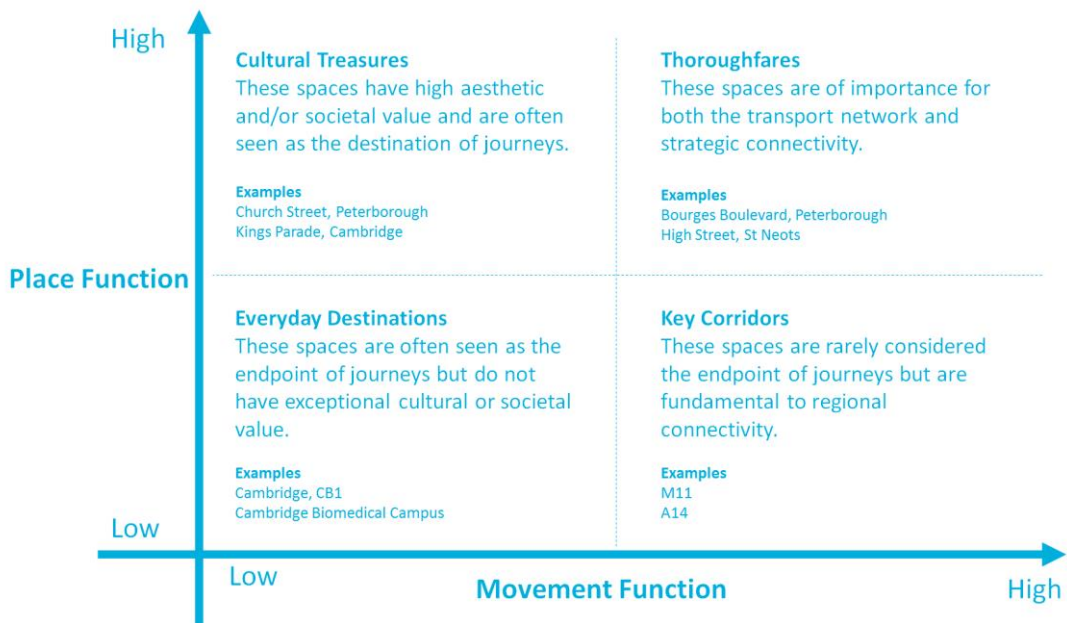 High
Cultural Treasures
These spaces have high aesthetic
and/or societal value and are often
seen as the destination of journeys.
Examples
Church Street, Peterborough
Kings Parade, Cambridge
Thoroughfares
These spaces are of importance for
both the transport network and
strategic connectivity.
Examples
Bourges Boulevard, Peterborough
High Street, St Neots
Place Function
Everyday Destinations
These spaces are often seen as the
endpoint of journeys but do not
have exceptional cultural or societal
value.
Examples
Cambridge, CB1
Cambridge Biomedical Campus
Key Corridors
These spaces are rarely considered
the endpoint of journeys but are
fundamental to regional
connectivity.
Examples
M11
A14
Low
Low
Movement Function
High